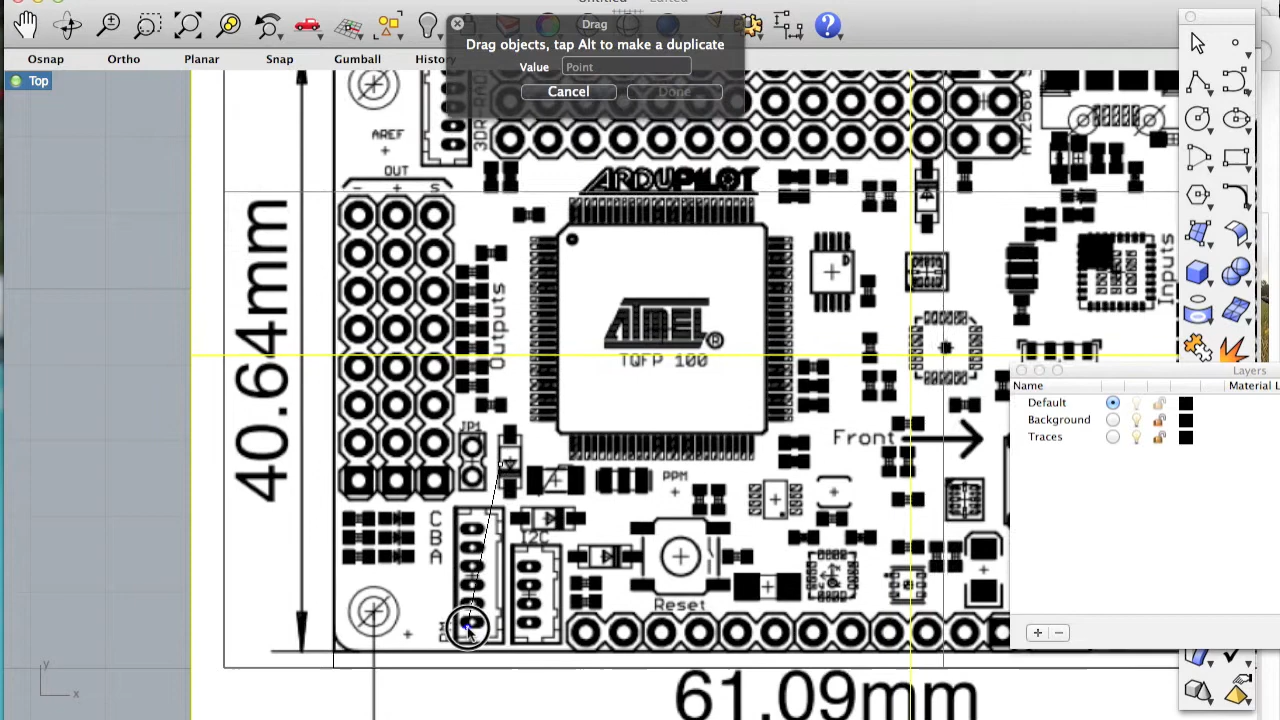 Drag
Drag objects, tap Alt to make a duplicate
Value Point
Cancel Done
Osnap Ortho Planar Snap Gumball History
Top
AREF
OUT
- + S
ARDUPILOT
AT2560
Outputs
Inputs
ATMEL®
TQFP 100
D
40.64mm
JP1
Front
PPM
C
B
A
I2C
Reset
61.09mm
Layers
Name Material
Default
Background
Traces
y
x